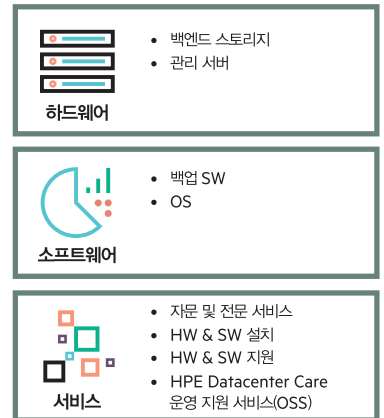 하드웨어
• 백엔드 스토리지
• 관리 서버
소프트웨어
• 백업 SW
• OS
서비스
• 자문 및 전문 서비스
• HW & SW 설치
• HW & SW 지원
• HPE Datacenter Care
운영 지원 서비스(OSS)